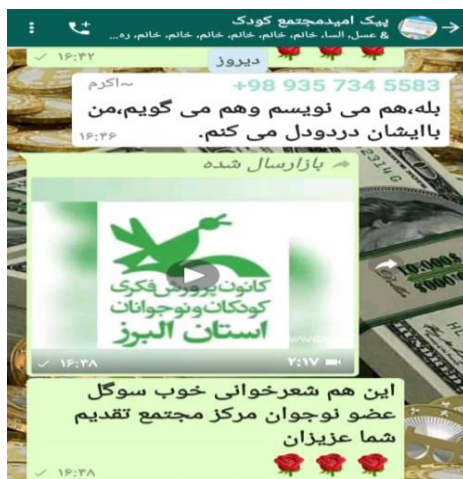 پیک امیدمجتمع کودک
& عسل, السا, خانم, خانم, خانم, خانم, خانم, خانم, ره...
۱۶:۳۲
دیروز
+98 935 734 5583
~اکرم
بله،هم می نویسم وهم می گویم،من
باایشان دردودل می کنم.
۱۶:۳۶
بازارسال شده
کانون پرورش فکری
کودکان و نوجوانان
استان البرز
۲:۱۷
۱۶:۳۸
این هم شعرخوانی خوب سوگل
عضو نوجوان مرکز مجتمع تقدیم
شما عزیزان
۱۶:۳۸